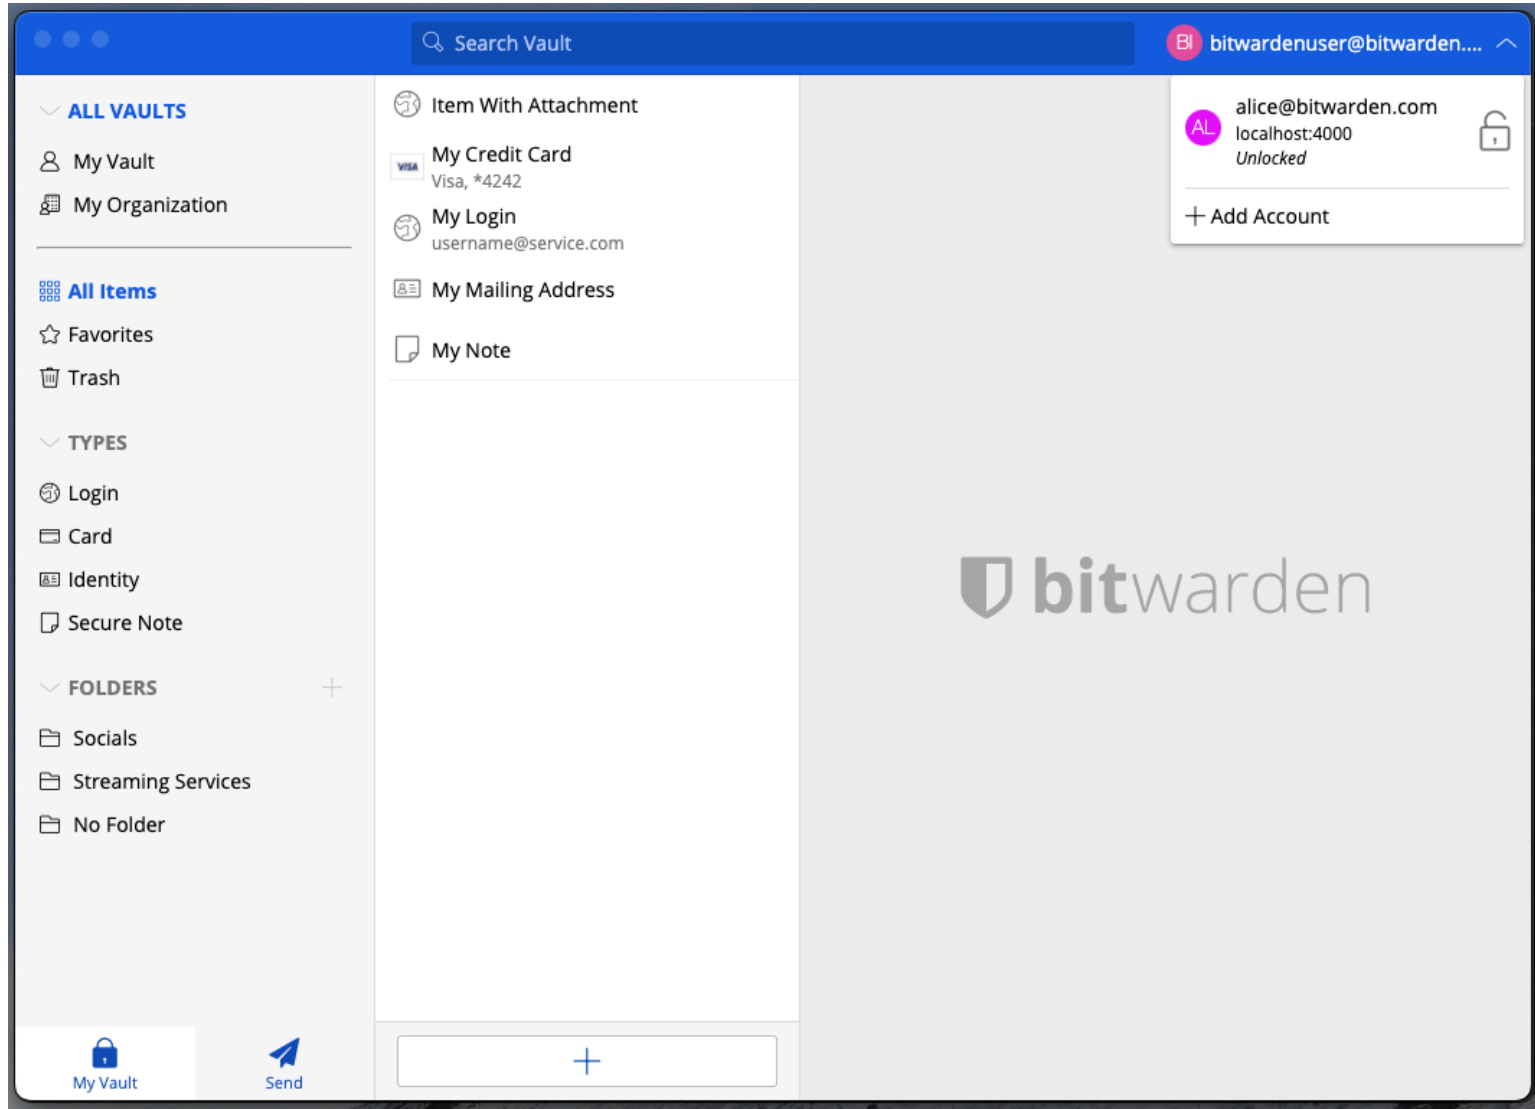 Search Vault
BI bitwardenuser@bitwarden....
AL alice@bitwarden.com
localhost:4000
Unlocked
Add Account
ALL VAULTS
My Vault
My Organization
All Items
Favorites
Trash
TYPES
Login
Card
Identity
Secure Note
FOLDERS
Socials
Streaming Services
No Folder
My Vault
Send
Item With Attachment
VISA
My Credit Card
Visa, *4242
My Login
username@service.com
My Mailing Address
My Note
bitwarden